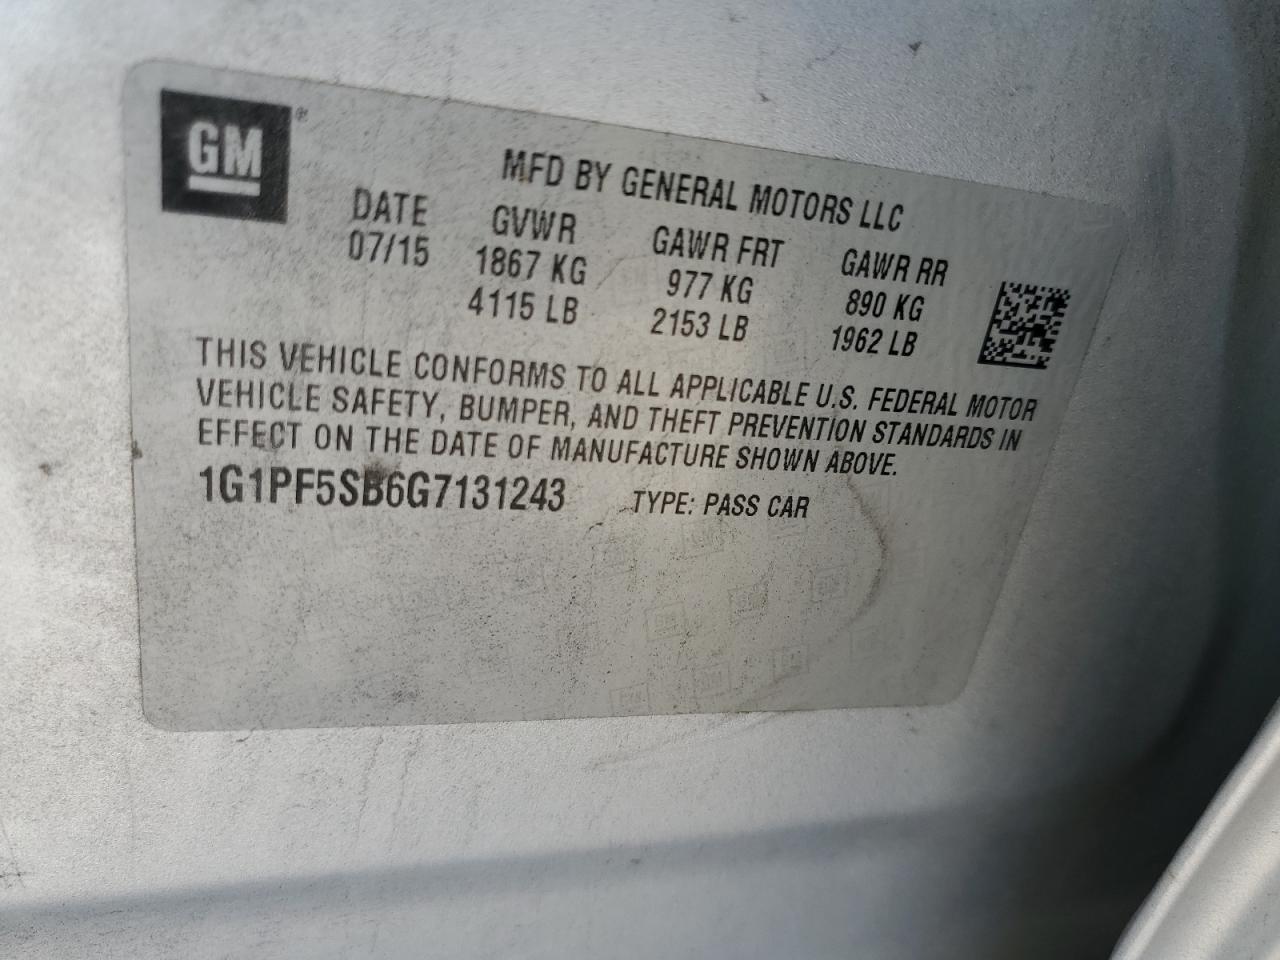 GM®
MFD BY GENERAL MOTORS LLC
DATE GVWR GAWR FRT GAWR RR
07/15 1867 KG 977 KG 890 KG
4115 LB 2153 LB 1962 LB
THIS VEHICLE CONFORMS TO ALL APPLICABLE U.S. FEDERAL MOTOR
VEHICLE SAFETY, BUMPER, AND THEFT PREVENTION STANDARDS IN
EFFECT ON THE DATE OF MANUFACTURE SHOWN ABOVE.
1G1PF5SB6G7131243 TYPE: PASS CAR